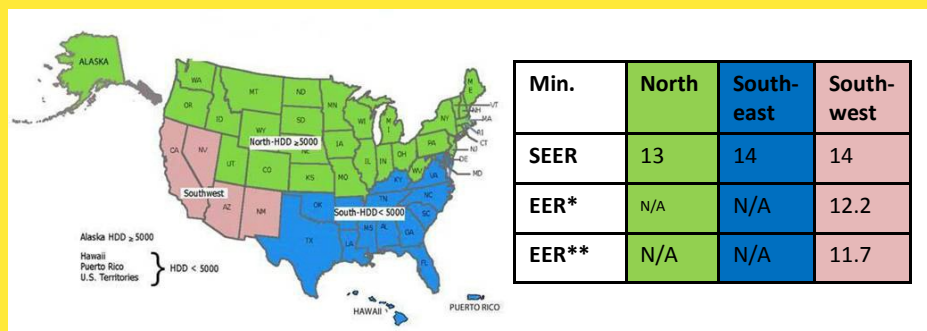 ALASKA
WA
MT
ND
MN
OR
ID
WY
SD
WI
MI
NY
ME
VT
NH
MA
RI
CT
NJ
DE
MD
North-HDD ≥5000
NE
IA
IL
IN
OH
PA
WV
CA
NV
UT
CO
KS
MO
KY
VA
Southwest
AZ
NM
OK
TN
NC
South-HDD< 5000
SC
TX
LA
MS
AL
GA
FL
Alaska HDD ≥5000
Hawaii
Puerto Rico
U.S. Territories
} HDD < 5000
HAWAII
PUERTO RICO
Min. North South-east South-west
SEER 13 14 14
EER* N/A N/A 12.2
EER** N/A N/A 11.7